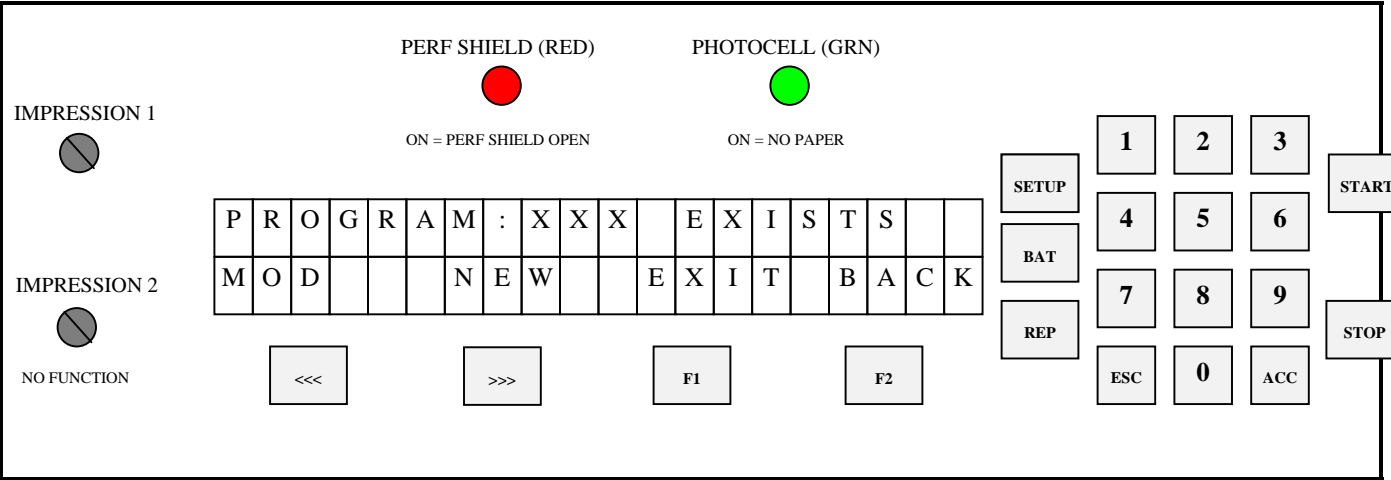 PERF SHIELD (RED)
PHOTOCELL (GRN)
IMPRESSION 1
ON = PERF SHIELD OPEN
ON = NO PAPER
1 2 3
SETUP
START
PROGRAM:XXX EXISTS
4 5 6
BAT
MOD NEW EXIT BACK
IMPRESSION 2
7 8 9
REP
STOP
NO FUNCTION
<<< >>> F1 F2
ESC 0 ACC